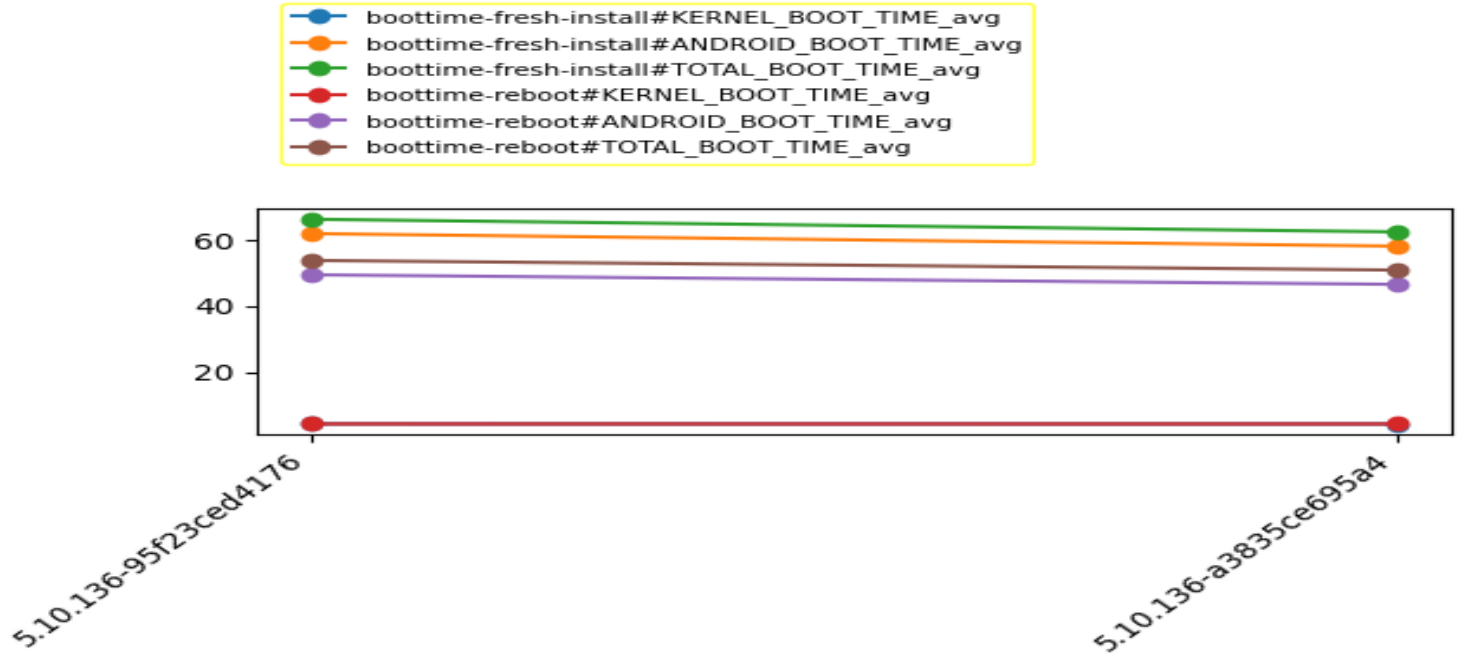 boottime-fresh-install#KERNEL_BOOT_TIME_avg
boottime-fresh-install#ANDROID_BOOT_TIME_avg
boottime-fresh-install#TOTAL_BOOT_TIME_avg
boottime-reboot#KERNEL_BOOT_TIME_avg
boottime-reboot#ANDROID_BOOT_TIME_avg
boottime-reboot#TOTAL_BOOT_TIME_avg
60
40
20
5.10.136-95f23ced4176
5.10.136-a3835ce695a4